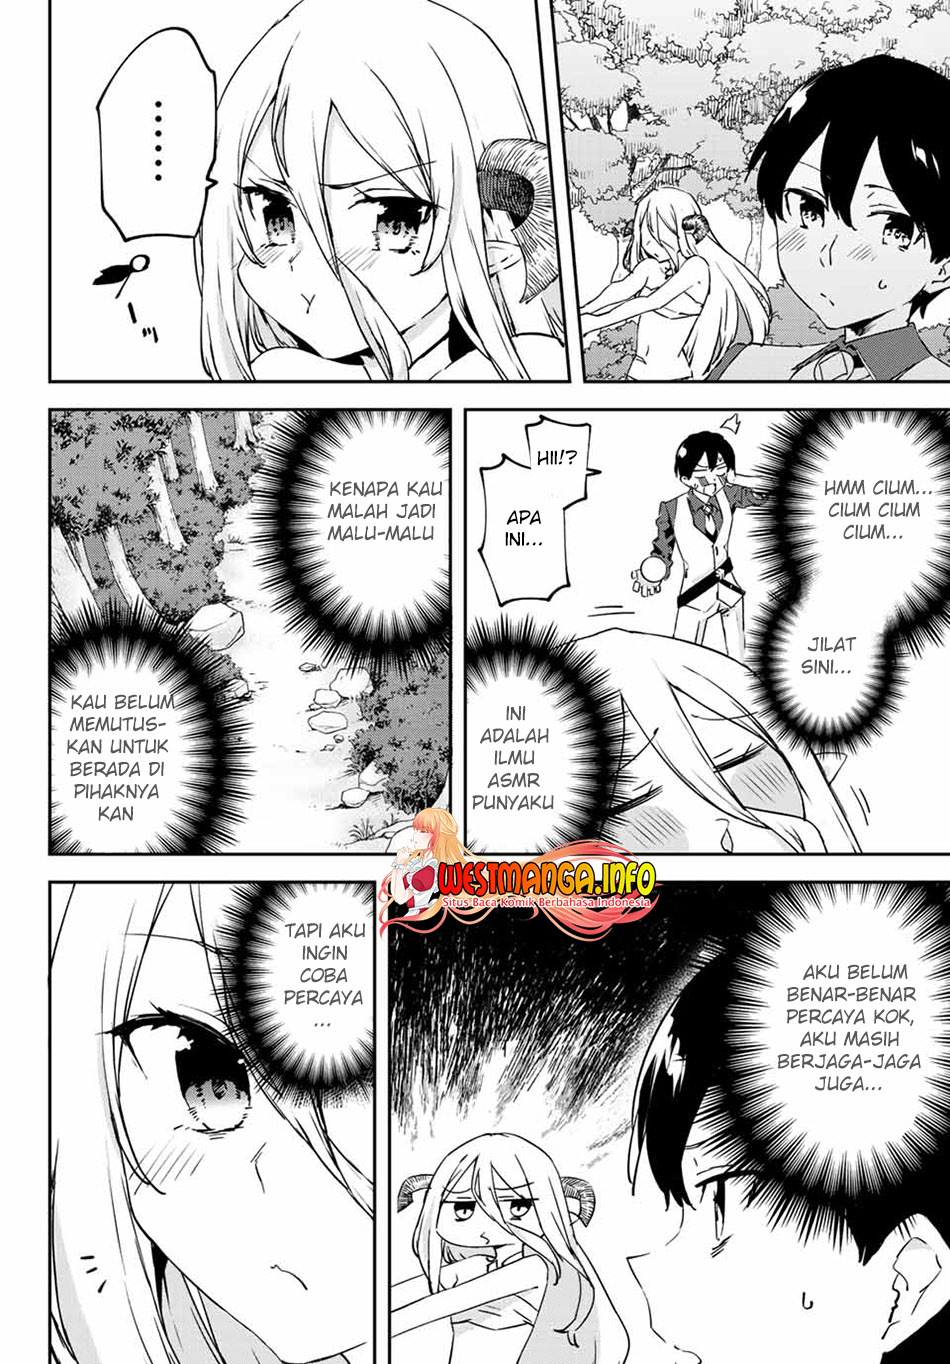 ......
HMM CIUM...
CIUM CIUM
CIUM...
JILAT
SINI...
HII!?
APA
INI...
INI
ADALAH
ILMU
ASMR
PUNYAKU
KENAPA KAU
MALAH JADI
MALU-MALU
KAU BELUM
MEMUTUS-
KAN UNTUK
BERADA DI
PIHAKNYA
KAN
WESTMANGA.INFO
Situs Baca Komik Berbahasa Indonesia
AKU BELUM
BENAR-BENAR
PERCAYA KOK,
AKU MASIH
BERJAGA-JAGA
JUGA...
TAPI AKU
INGIN
COBA
PERCAYA
...